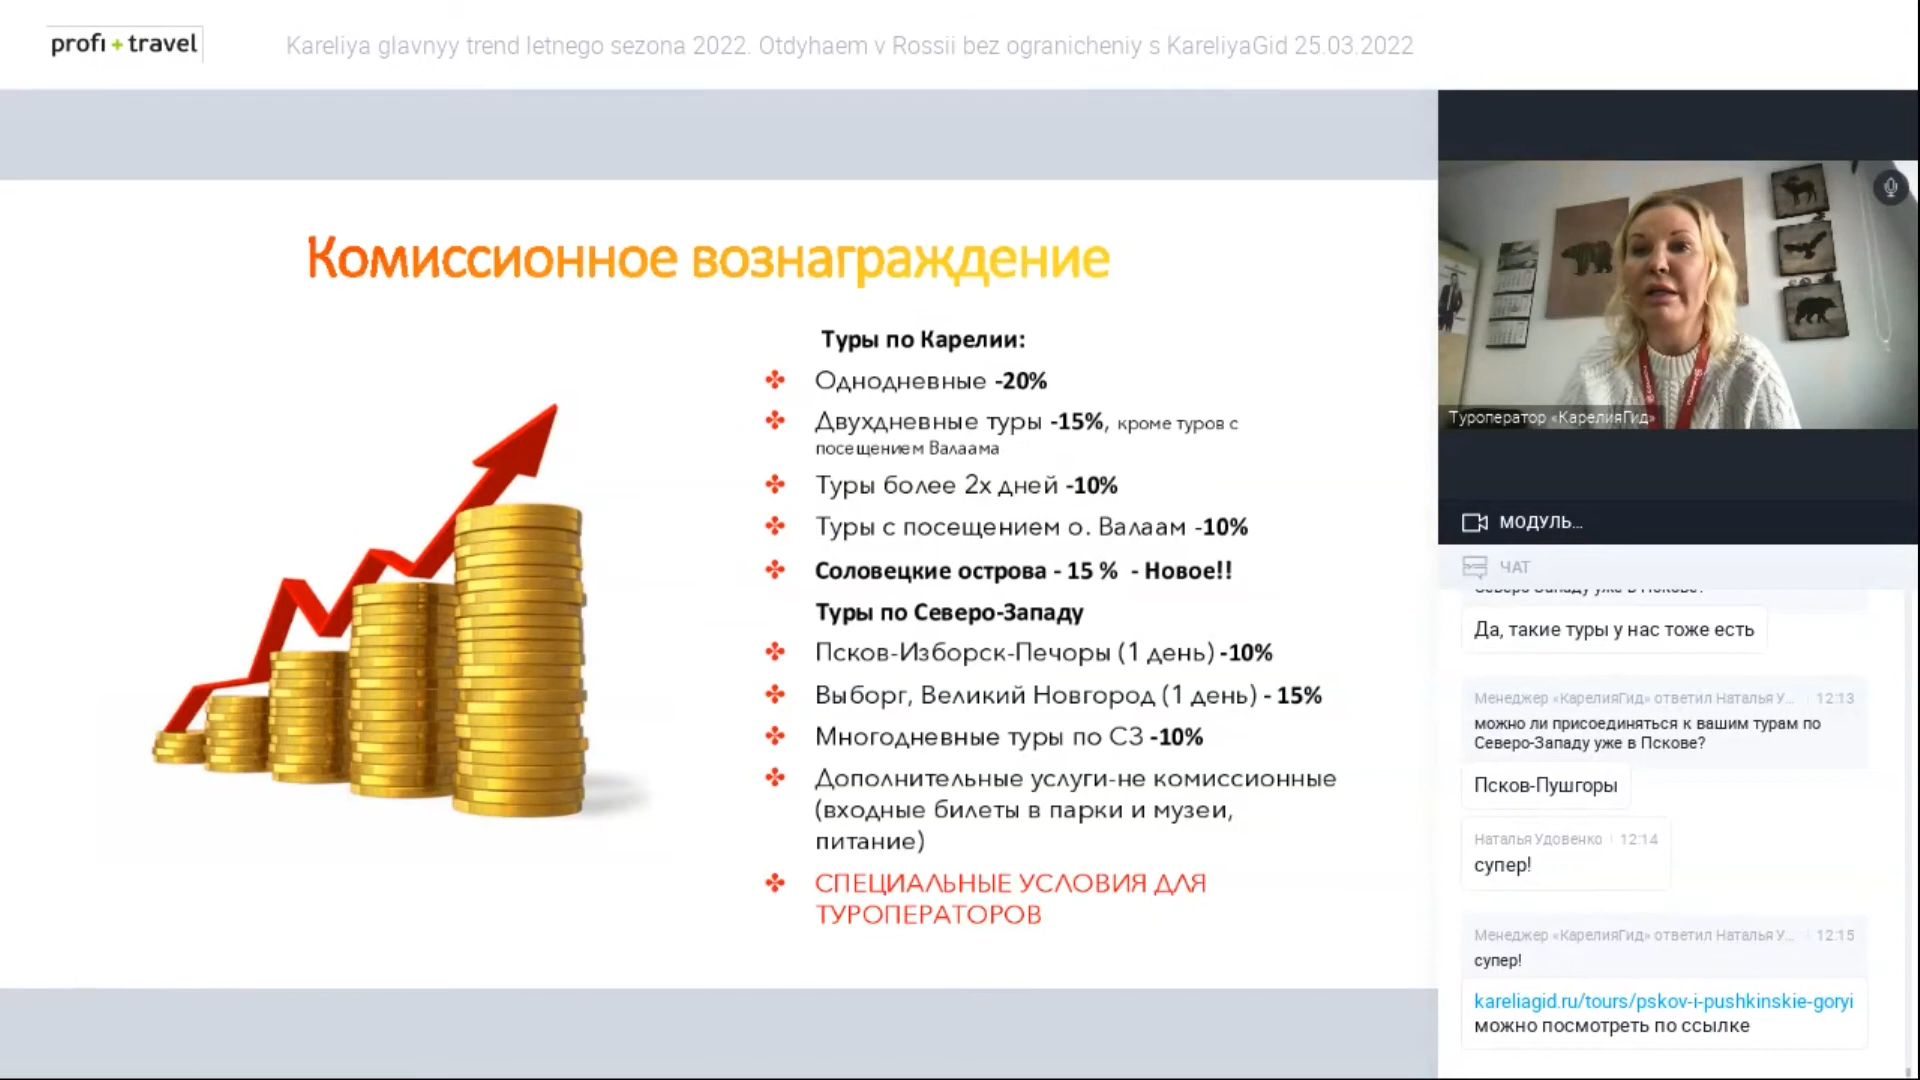 profi + travel
Kareliya glavnyy trend letnego sezona 2022. Otdyhaem v Rossii bez ogranicheniy s KareliyaGid 25.03.2022
Комиссионное вознаграждение
Туры по Карелии:
Однодневные -20%
Двухдневные туры -15%, кроме туров с
посещением Валаама
Туры более 2х дней -10%
Туры с посещением о. Валаам -10%
Соловецкие острова - 15 % - Новое!!
Туры по Северо-Западу
Псков-Изборск-Печоры (1 день) -10%
Выборг, Великий Новгород (1 день) - 15%
Многодневные туры по СЗ -10%
Дополнительные услуги-не комиссионные
(входные билеты в парки и музеи,
питание)
СПЕЦИАЛЬНЫЕ УСЛОВИЯ ДЛЯ
ТУРОПЕРАТОРОВ
Туроператор «КарелияГид»
МОДУЛЬ...
ЧАТ
Северо-Западу уже в Пскове?
Да, такие туры у нас тоже есть
Менеджер «КарелияГид» ответил Наталья У... 12:13
можно ли присоединяться к вашим турам по
Северо-Западу уже в Пскове?
Псков-Пушгоры
Наталья Удовенко 12:14
супер!
Менеджер «КарелияГид» ответил Наталья У... 12:15
супер!
kareliagid.ru/tours/pskov-i-pushkinskie-goryi
можно посмотреть по ссылке